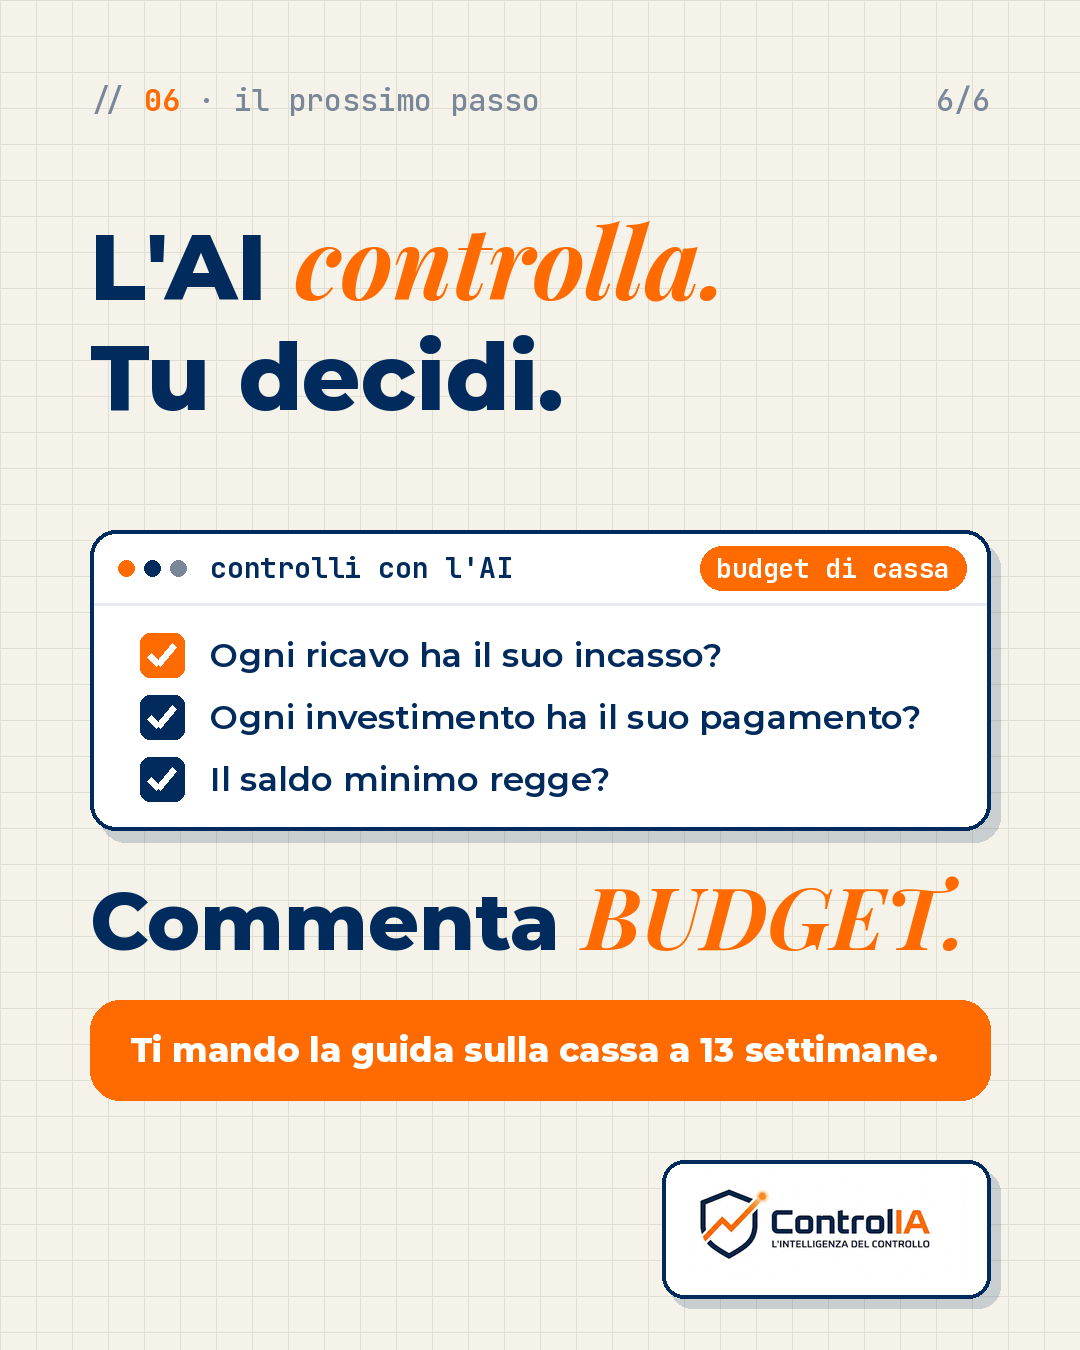 // 06 · il prossimo passo
6/6
L'AI controlla.
Tu decidi.
controlli con l'AI
budget di cassa
Ogni ricavo ha il suo incasso?
Ogni investimento ha il suo pagamento?
Il saldo minimo regge?
Commenta BUDGET.
Ti mando la guida sulla cassa a 13 settimane.
ControlIA
L'INTELLIGENZA DEL CONTROLLO